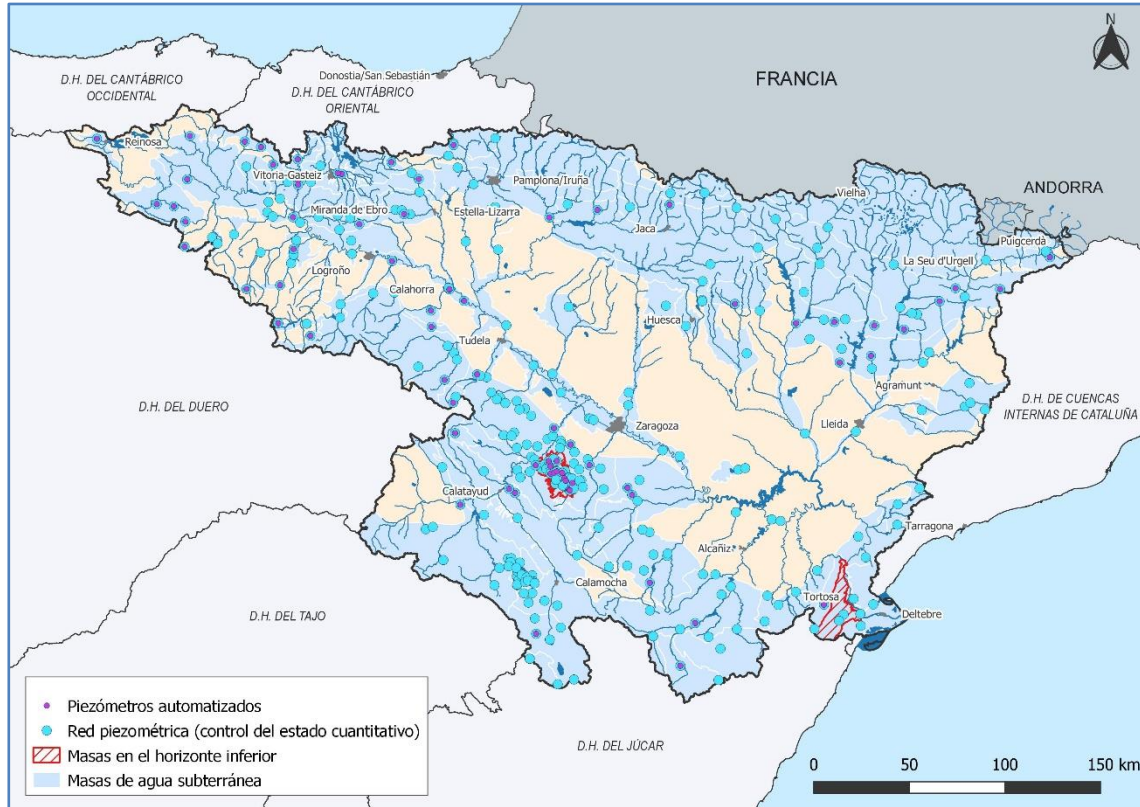 N
FRANCIA
D.H. DEL CANTÁBRICO
OCCIDENTAL
Donostia/San Sebastián
D.H. DEL CANTÁBRICO
ORIENTAL
Reinosa
Vitoria-Gasteiz
Pamplona/Iruña
Vielha
ANDORRA
Miranda de Ebro
Estella-Lizarra
Jaca
Puigcerdà
La Seu d'Urgell
Logroño
Calahorra
Huesca
Tudela
Agramunt
D.H. DEL DUERO
D.H. DE CUENCAS
INTERNAS DE CATALUÑA
Zaragoza
Lleida
Calatayud
Tarragona
Alcañiz
Calamocha
Tortosa
Deltebre
D.H. DEL TAJO
D.H. DEL JÚCAR
Piezómetros automatizados
Red piezométrica (control del estado cuantitativo)
Masas en el horizonte inferior
Masas de agua subterránea
0 50 100 150 km